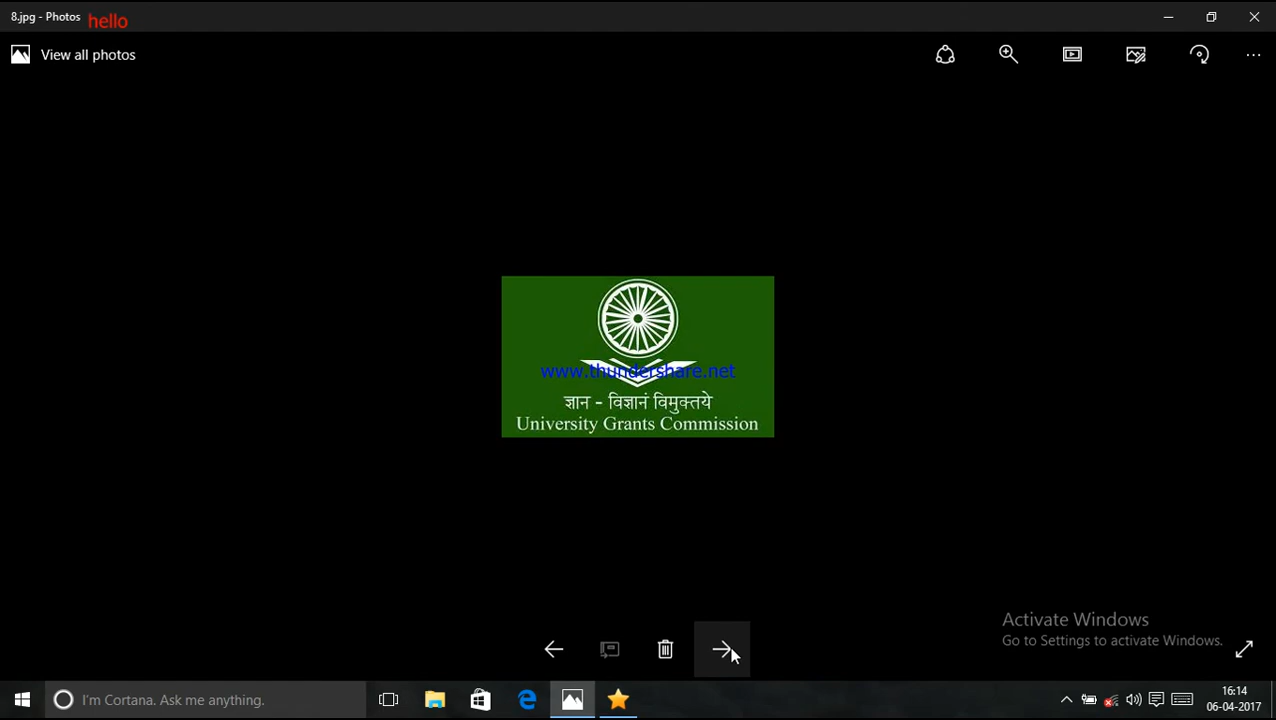 8.jpg - Photos
hello
View all photos
www.thundershare.net
ज्ञान - विज्ञानं विमुक्तये
University Grants Commission
Activate Windows
Go to Settings to activate Windows.
I'm Cortana. Ask me anything.
16:14
06-04-2017